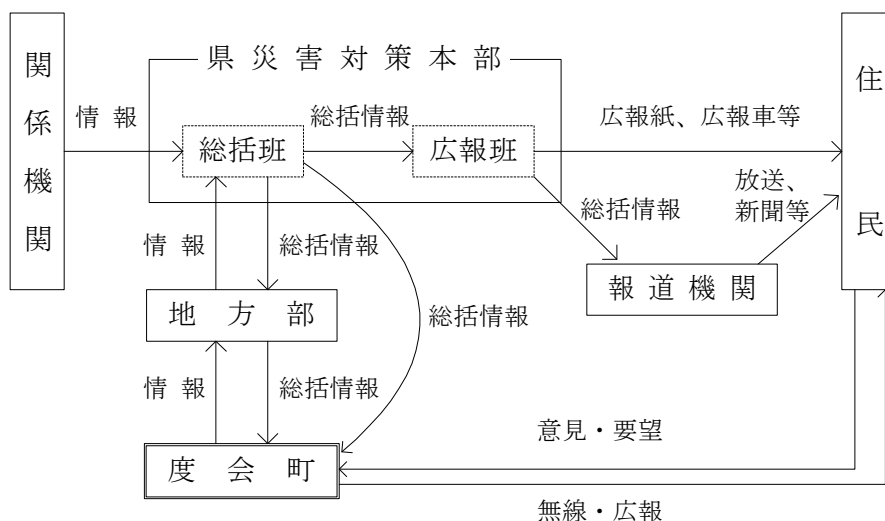 関係機関
県災害対策本部
住民
情報
総括班
総括情報
広報班
広報紙、広報車等
放送、
新聞等
総括情報
報道機関
情報
総括情報
地方部
総括情報
情報
総括情報
度会町
意見・要望
無線・広報